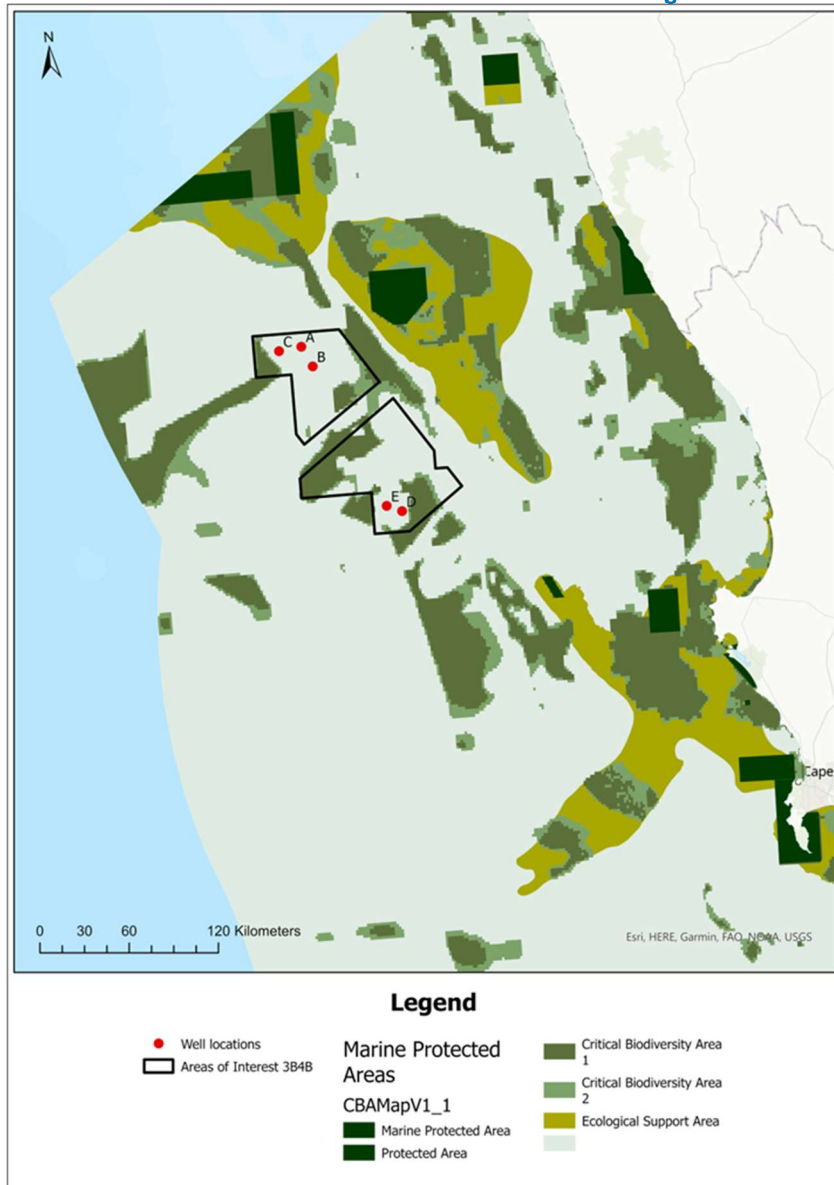 N
C A
B
E
D
Cape
0 30 60 120 Kilometers
Esri, HERE, Garmin, FAO, NOAA, USGS
Legend
Well locations
Areas of Interest 3B4B
Marine Protected
Areas
CBAMapV1_1
Marine Protected Area
Protected Area
Critical Biodiversity Area
1
Critical Biodiversity Area
2
Ecological Support Area